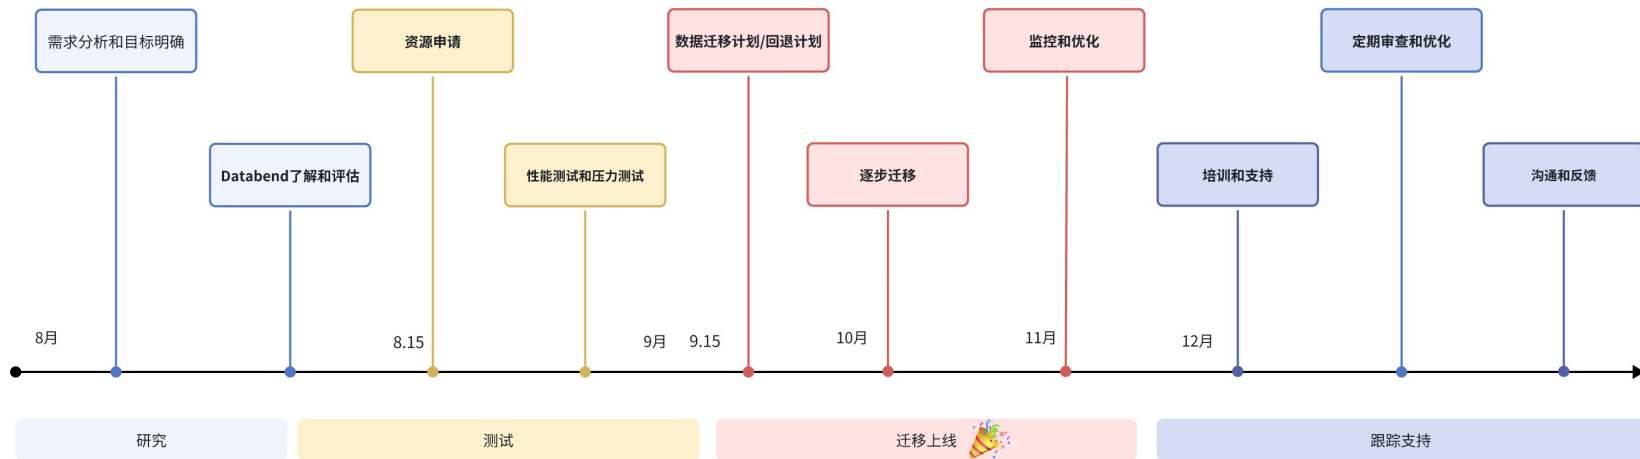 需求分析和目标明确
资源申请
数据迁移计划/回退计划
监控和优化
定期审查和优化
Databend了解和评估
性能测试和压力测试
逐步迁移
培训和支持
沟通和反馈
8月
8.15
9月
9.15
10月
11月
12月
研究
测试
迁移上线
跟踪支持